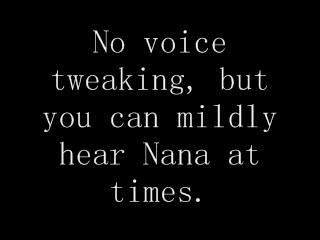 No voice
tweaking, but
you can mildly
hear Nana at
times.